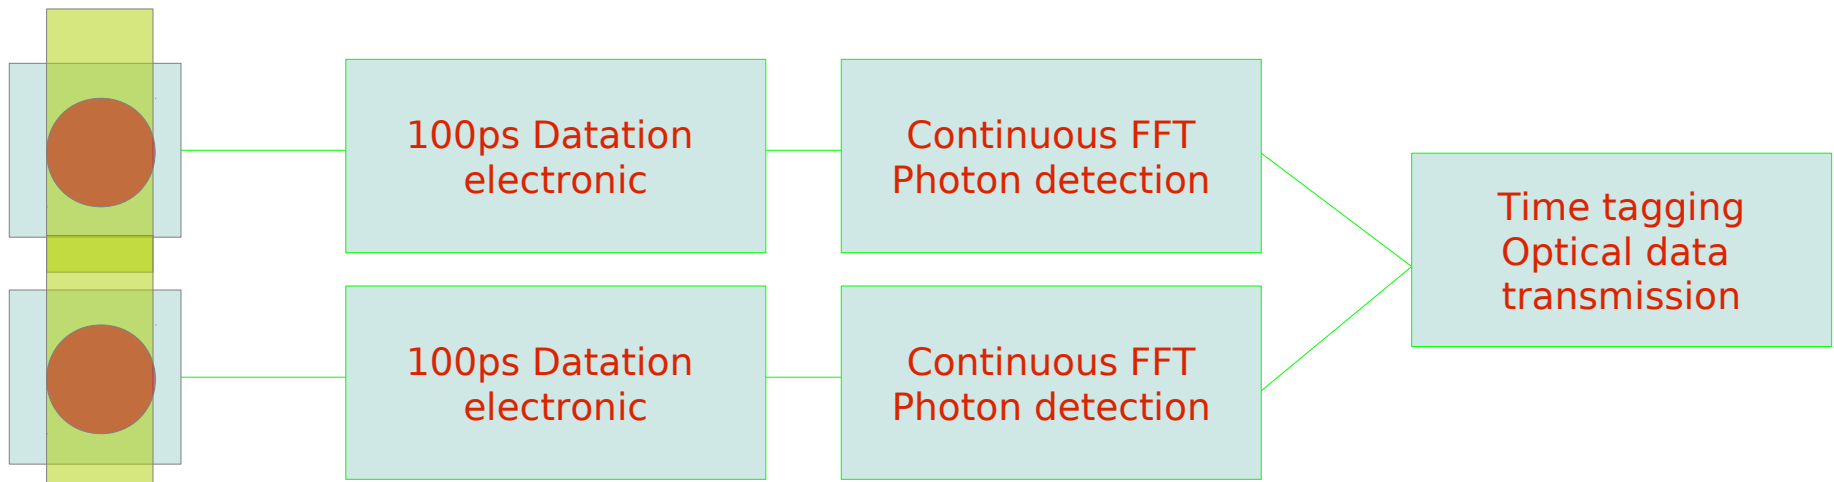 100ps Datation
electronic
Continuous FFT
Photon detection
Time tagging
Optical data
transmission
100ps Datation
electronic
Continuous FFT
Photon detection